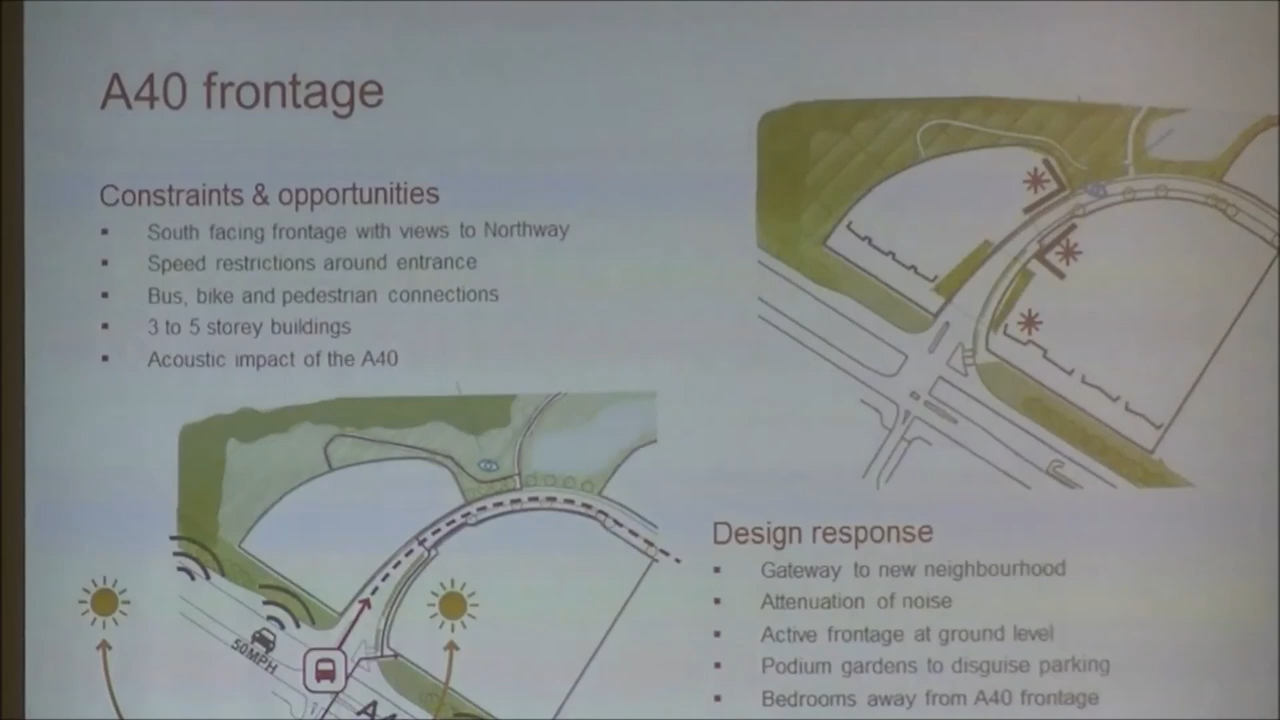 A40 frontage
Constraints & opportunities
▪ South facing frontage with views to Northway
▪ Speed restrictions around entrance
▪ Bus, bike and pedestrian connections
▪ 3 to 5 storey buildings
▪ Acoustic impact of the A40
50MPH
Design response
▪ Gateway to new neighbourhood
▪ Attenuation of noise
▪ Active frontage at ground level
▪ Podium gardens to disguise parking
▪ Bedrooms away from A40 frontage